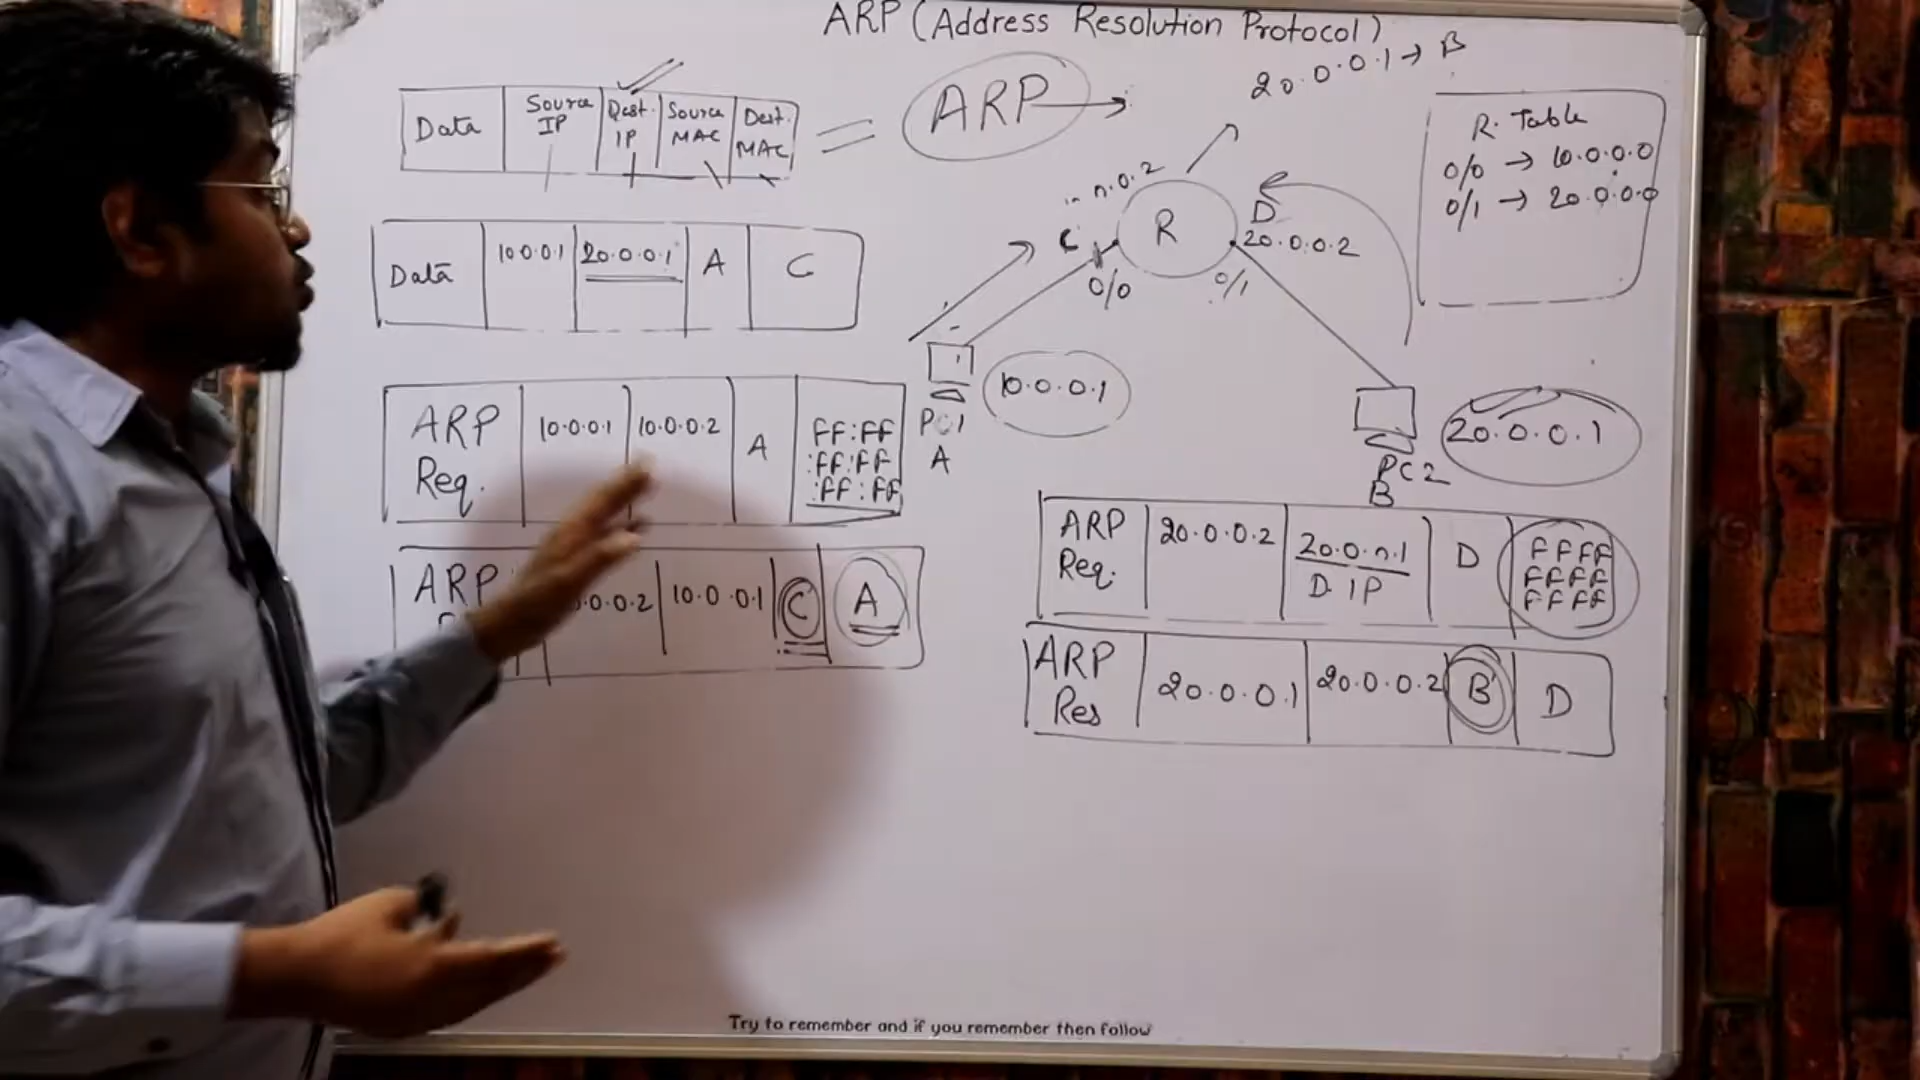 ARP (Address Resolution Protocol)
Data
Source IP
Dest. IP
Source MAC
Dest. MAC
ARP
20.0.0.1 → B
R. Table
0/0 → 10.0.0.0
0/1 → 20.0.0.0
R
C
0/0
D
20.0.0.2
0/1
Data
10.0.0.1
20.0.0.1
A
C
10.0.0.1
PC1
A
20.0.0.1
PC2
B
ARP
Req.
10.0.0.1
10.0.0.2
A
FF:FF
:FF:FF
:FF:FF
ARP
.0.0.2
10.0.0.1
C
A
ARP
Req.
20.0.0.2
20.0.0.1
D. IP
D
FFFF
FFFF
FFFF
ARP
Res
20.0.0.1
20.0.0.2
B
D
Try to remember and if you remember then follow